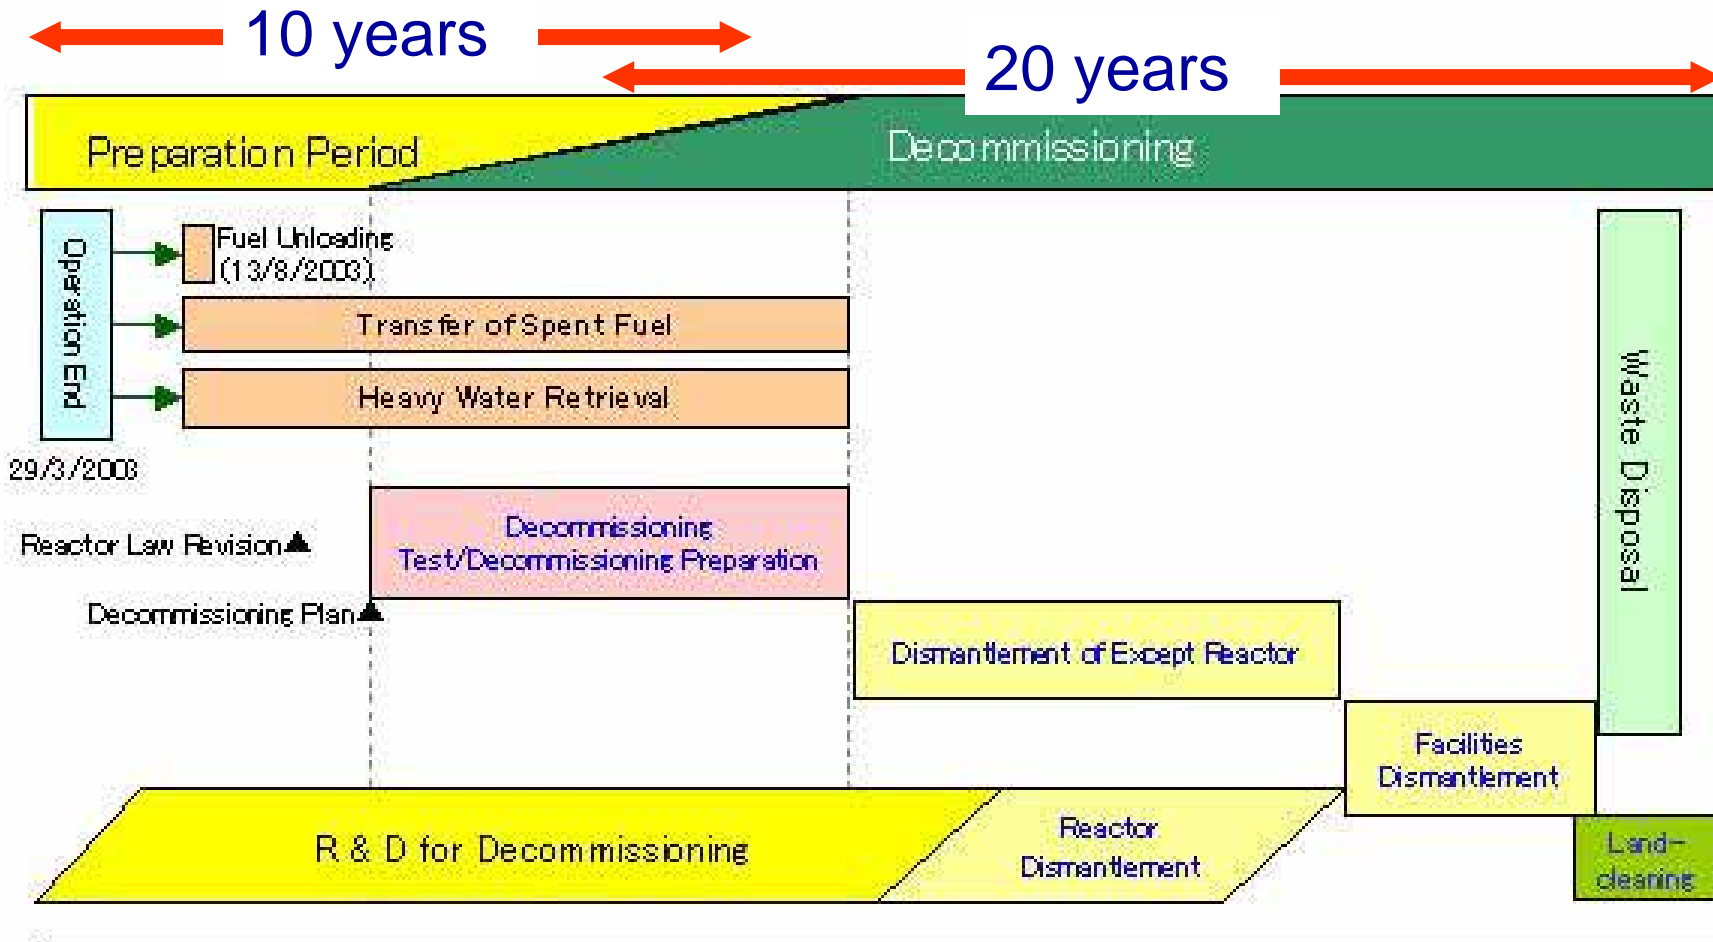 10 years
20 years
Preparation Period
Decommissioning
Operation End
Fuel Unloading
(13/8/2003)
Transfer of Spent Fuel
Heavy Water Retrieval
29/3/2003
Waste Disposal
Reactor Law Revision▲
Decommissioning
Test/Decommissioning Preparation
Decommissioning Plan▲
Dismantlement of Except Reactor
Facilities
Dismantlement
R & D for Decommissioning
Reactor
Dismantlement
Land-
cleaning